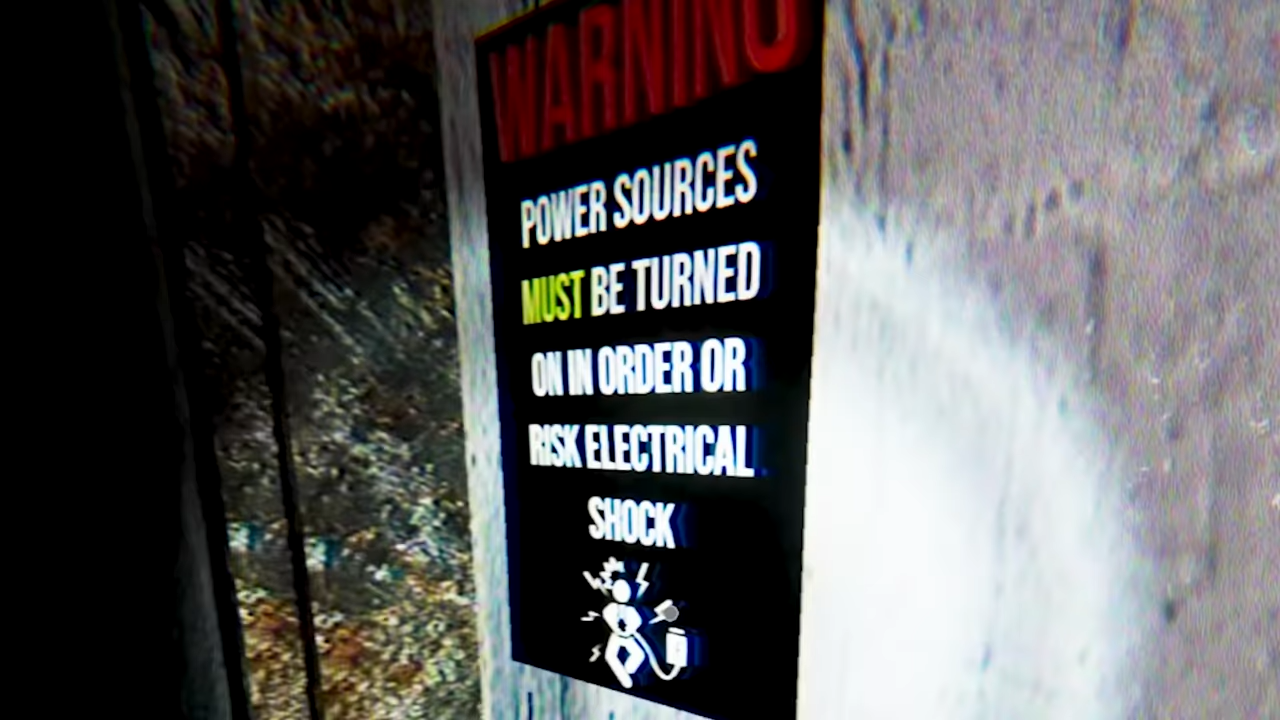 WARNING
POWER SOURCES
MUST BE TURNED
ON IN ORDER OR
RISK ELECTRICAL
SHOCK